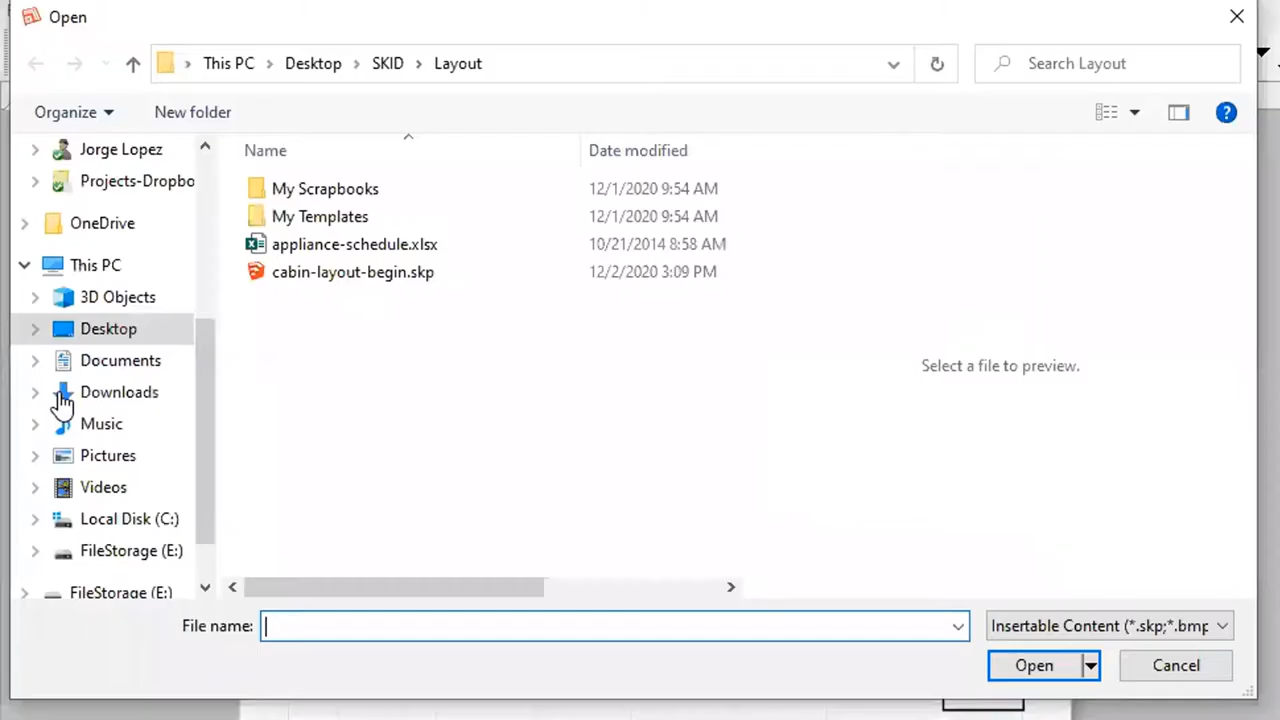 Open
This PC > Desktop > SKID > Layout
Search Layout
Organize
New folder
Name
Date modified
Jorge Lopez
Projects-Dropbo
OneDrive
This PC
3D Objects
Desktop
Documents
Downloads
Music
Pictures
Videos
Local Disk (C:)
FileStorage (E:)
FileStorage (E:)
My Scrapbooks 12/1/2020 9:54 AM
My Templates 12/1/2020 9:54 AM
appliance-schedule.xlsx 10/21/2014 8:58 AM
cabin-layout-begin.skp 12/2/2020 3:09 PM
Select a file to preview.
File name:
Insertable Content (*.skp;*.bmp
Open
Cancel